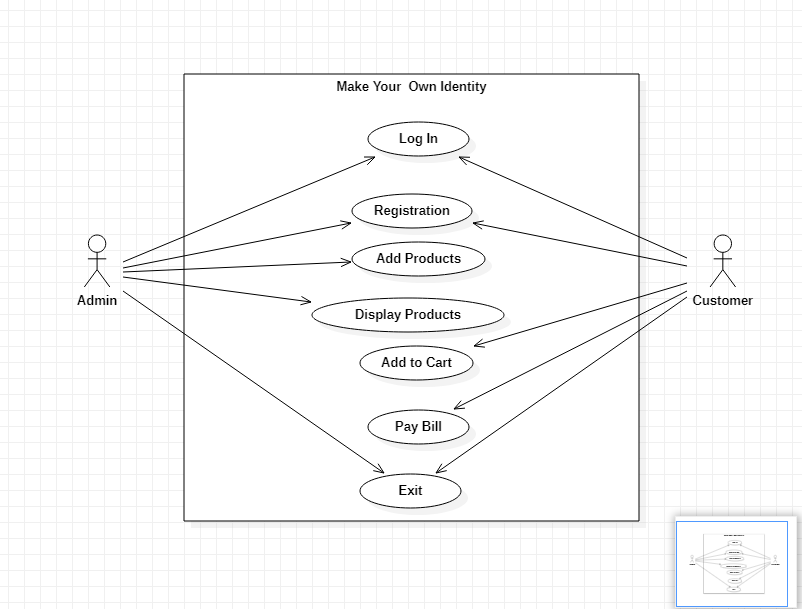 Make Your  Own Identity
Log In
Registration
Add Products
Admin
Customer
Display Products
Add to Cart
Pay Bill
Exit